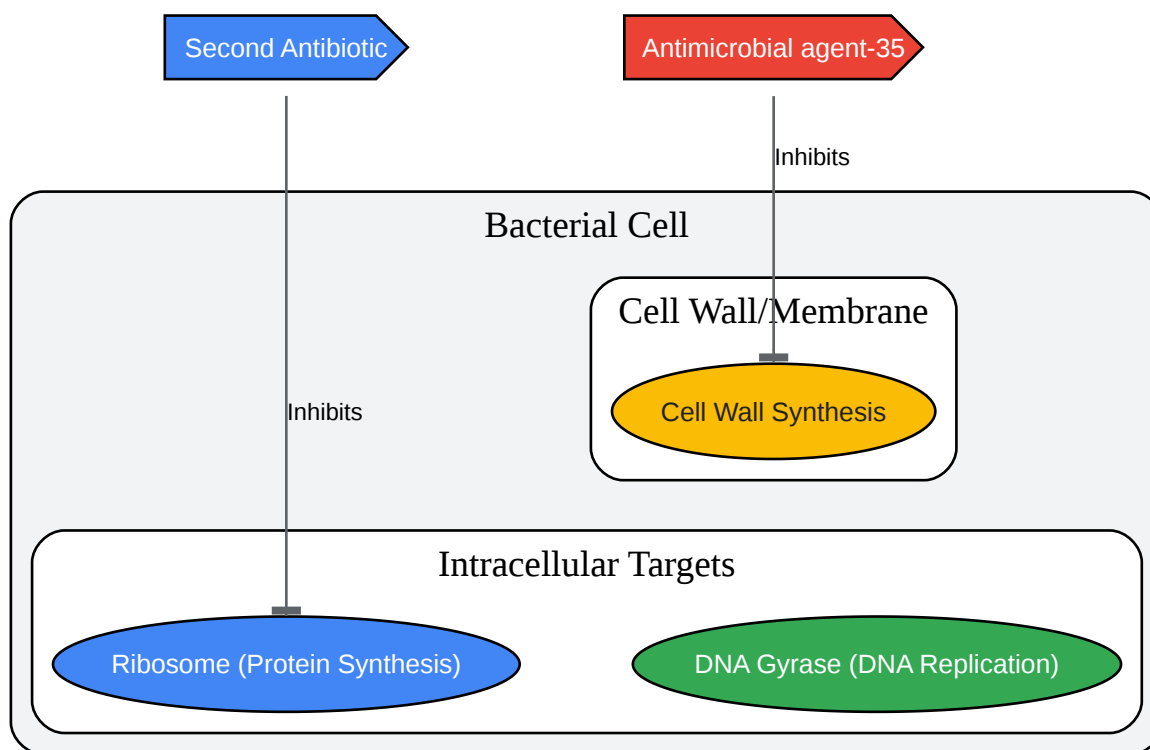 Second Antibiotic
Antimicrobial agent-35
Inhibits
Bacterial Cell
Cell Wall/Membrane
Inhibits
Cell Wall Synthesis
Intracellular Targets
Ribosome (Protein Synthesis)
DNA Gyrase (DNA Replication)